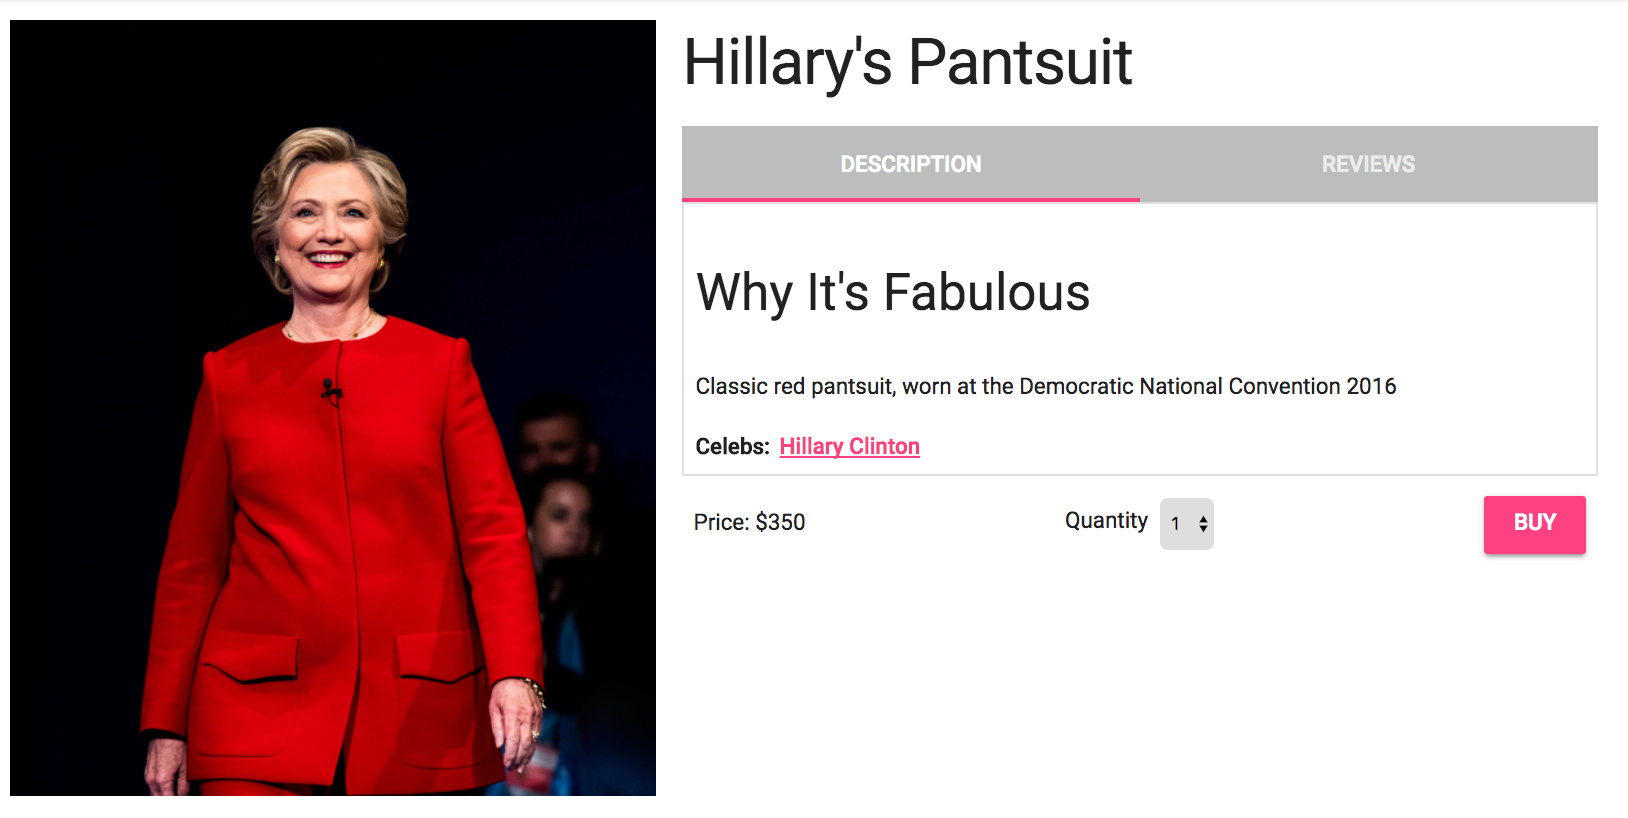 Hillary's Pantsuit
DESCRIPTION
REVIEWS
Why It's Fabulous
Classic red pantsuit, worn at the Democratic National Convention 2016
Celebs: Hillary Clinton
Price: $350
Quantity 1
BUY